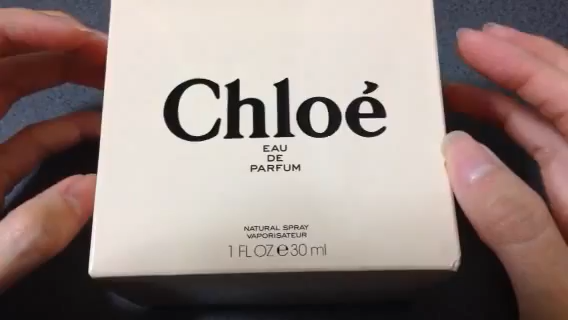 Chloé
EAU
DE
PARFUM
NATURAL SPRAY
VAPORISATEUR
1 FL OZ ℮ 30 ml